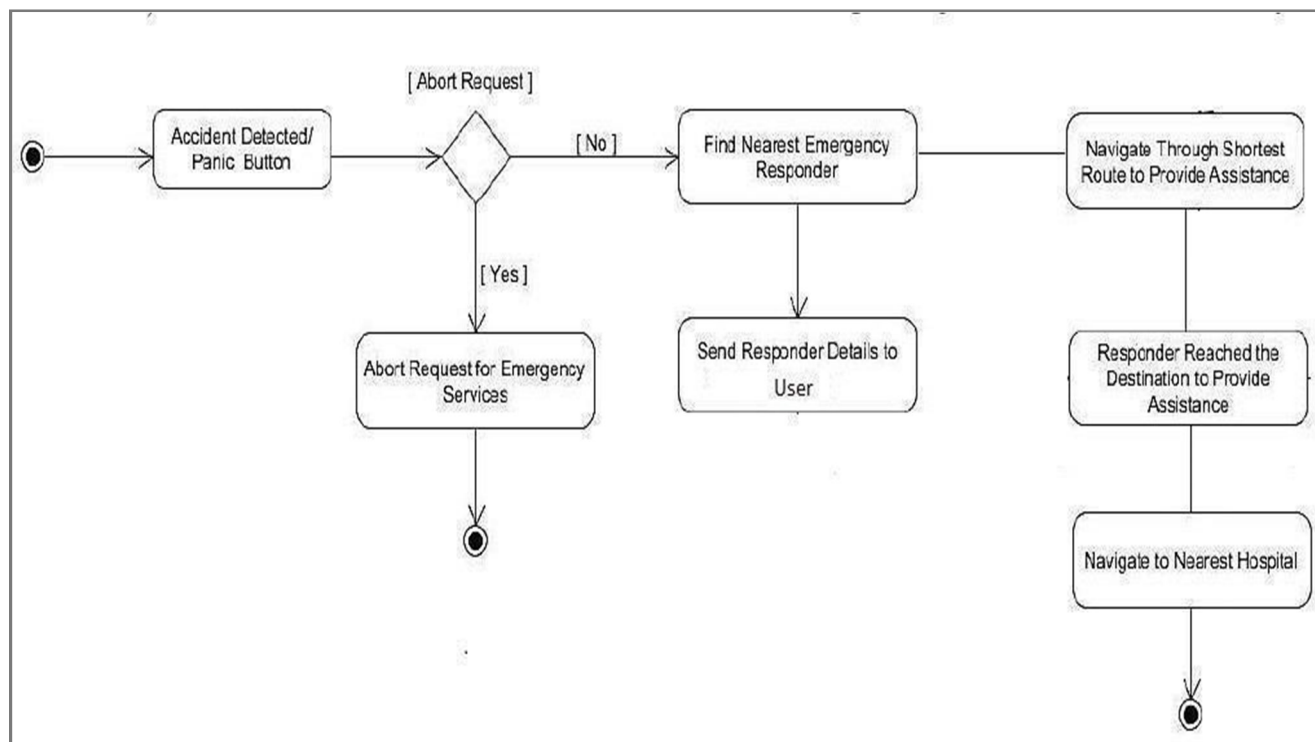 [ Abort Request ]
Accident Detected/
Panic Button
[ No ]
Find Nearest Emergency
Responder
Navigate Through Shortest
Route to Provide Assistance
[ Yes ]
Abort Request for Emergency
Services
Send Responder Details to
User
Responder Reached the
Destination to Provide
Assistance
Navigate to Nearest Hospital